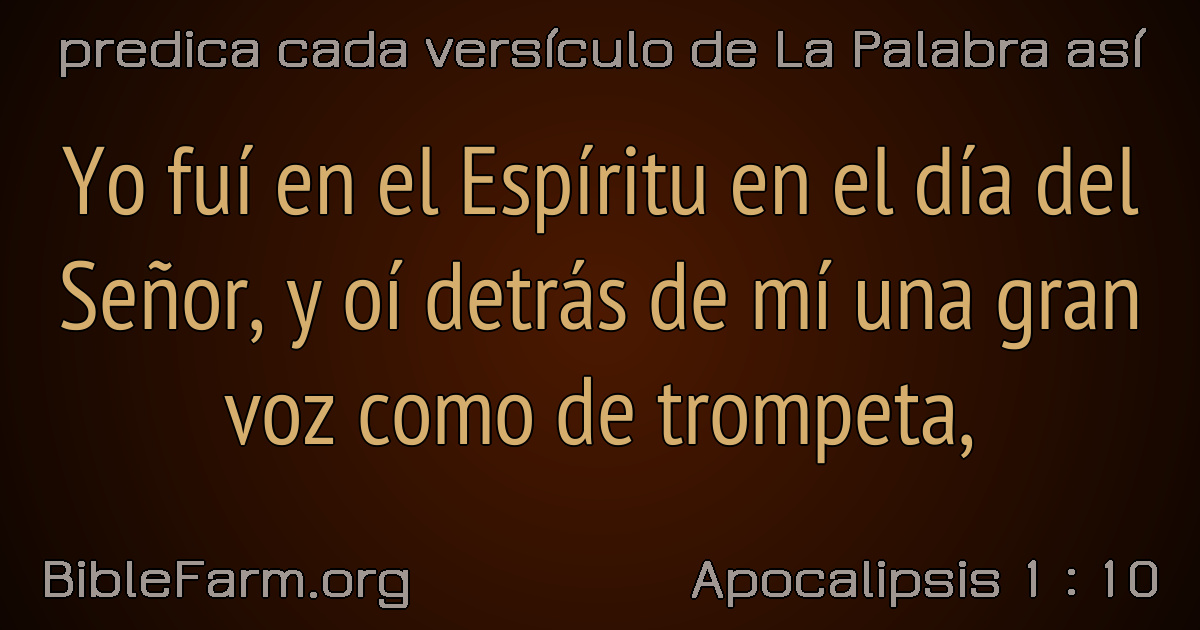 predica cada versículo de La Palabra así
Yo fuí en el Espíritu en el día del
Señor, y oí detrás de mí una gran
voz como de trompeta,
BibleFarm.org
Apocalipsis 1 : 10